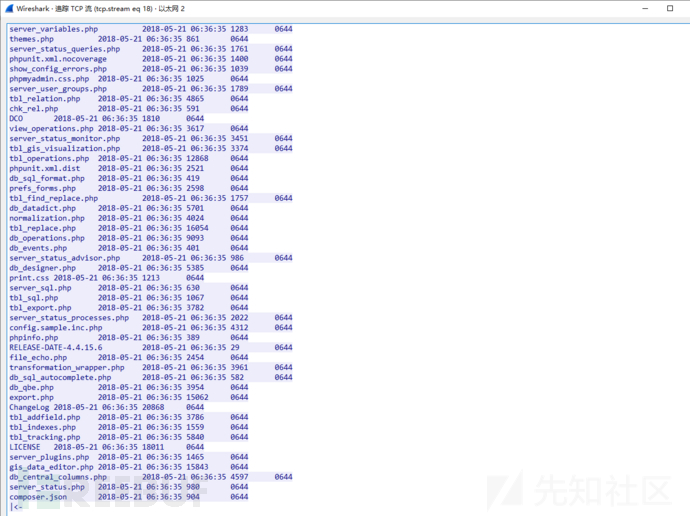 Wireshark · 追踪 TCP 流 (tcp.stream eq 18) · 以太网 2
server_variables.php 2018-05-21 06:36:35 1283 0644
themes.php 2018-05-21 06:36:35 861 0644
server_status_queries.php 2018-05-21 06:36:35 1761 0644
phpunit.xml.nocoverage 2018-05-21 06:36:35 1400 0644
show_config_errors.php 2018-05-21 06:36:35 1039 0644
phpmyadmin.css.php 2018-05-21 06:36:35 1025 0644
server_user_groups.php 2018-05-21 06:36:35 1789 0644
tbl_relation.php 2018-05-21 06:36:35 4865 0644
chk_rel.php 2018-05-21 06:36:35 591 0644
DCO 2018-05-21 06:36:35 1810 0644
view_operations.php 2018-05-21 06:36:35 3617 0644
server_status_monitor.php 2018-05-21 06:36:35 3451 0644
tbl_gis_visualization.php 2018-05-21 06:36:35 3374 0644
tbl_operations.php 2018-05-21 06:36:35 12868 0644
phpunit.xml.dist 2018-05-21 06:36:35 2521 0644
db_sql_format.php 2018-05-21 06:36:35 419 0644
prefs_forms.php 2018-05-21 06:36:35 2598 0644
tbl_find_replace.php 2018-05-21 06:36:35 1757 0644
db_datadict.php 2018-05-21 06:36:35 5701 0644
normalization.php 2018-05-21 06:36:35 4024 0644
tbl_replace.php 2018-05-21 06:36:35 16054 0644
db_operations.php 2018-05-21 06:36:35 9093 0644
db_events.php 2018-05-21 06:36:35 401 0644
server_status_advisor.php 2018-05-21 06:36:35 986 0644
db_designer.php 2018-05-21 06:36:35 5385 0644
print.css 2018-05-21 06:36:35 1213 0644
server_sql.php 2018-05-21 06:36:35 630 0644
tbl_sql.php 2018-05-21 06:36:35 1067 0644
tbl_export.php 2018-05-21 06:36:35 3782 0644
server_status_processes.php 2018-05-21 06:36:35 2022 0644
config.sample.inc.php 2018-05-21 06:36:35 4312 0644
phpinfo.php 2018-05-21 06:36:35 389 0644
RELEASE-DATE-4.4.15.6 2018-05-21 06:36:35 29 0644
file_echo.php 2018-05-21 06:36:35 2454 0644
transformation_wrapper.php 2018-05-21 06:36:35 3961 0644
db_sql_autocomplete.php 2018-05-21 06:36:35 582 0644
db_qbe.php 2018-05-21 06:36:35 3954 0644
export.php 2018-05-21 06:36:35 15062 0644
ChangeLog 2018-05-21 06:36:35 20868 0644
tbl_addfield.php 2018-05-21 06:36:35 3786 0644
tbl_indexes.php 2018-05-21 06:36:35 1559 0644
tbl_tracking.php 2018-05-21 06:36:35 5840 0644
LICENSE 2018-05-21 06:36:35 18011 0644
server_plugins.php 2018-05-21 06:36:35 1465 0644
gis_data_editor.php 2018-05-21 06:36:35 15843 0644
db_central_columns.php 2018-05-21 06:36:35 4597 0644
server_status.php 2018-05-21 06:36:35 980 0644
composer.json 2018-05-21 06:36:35 904 0644
|<-
先知社区